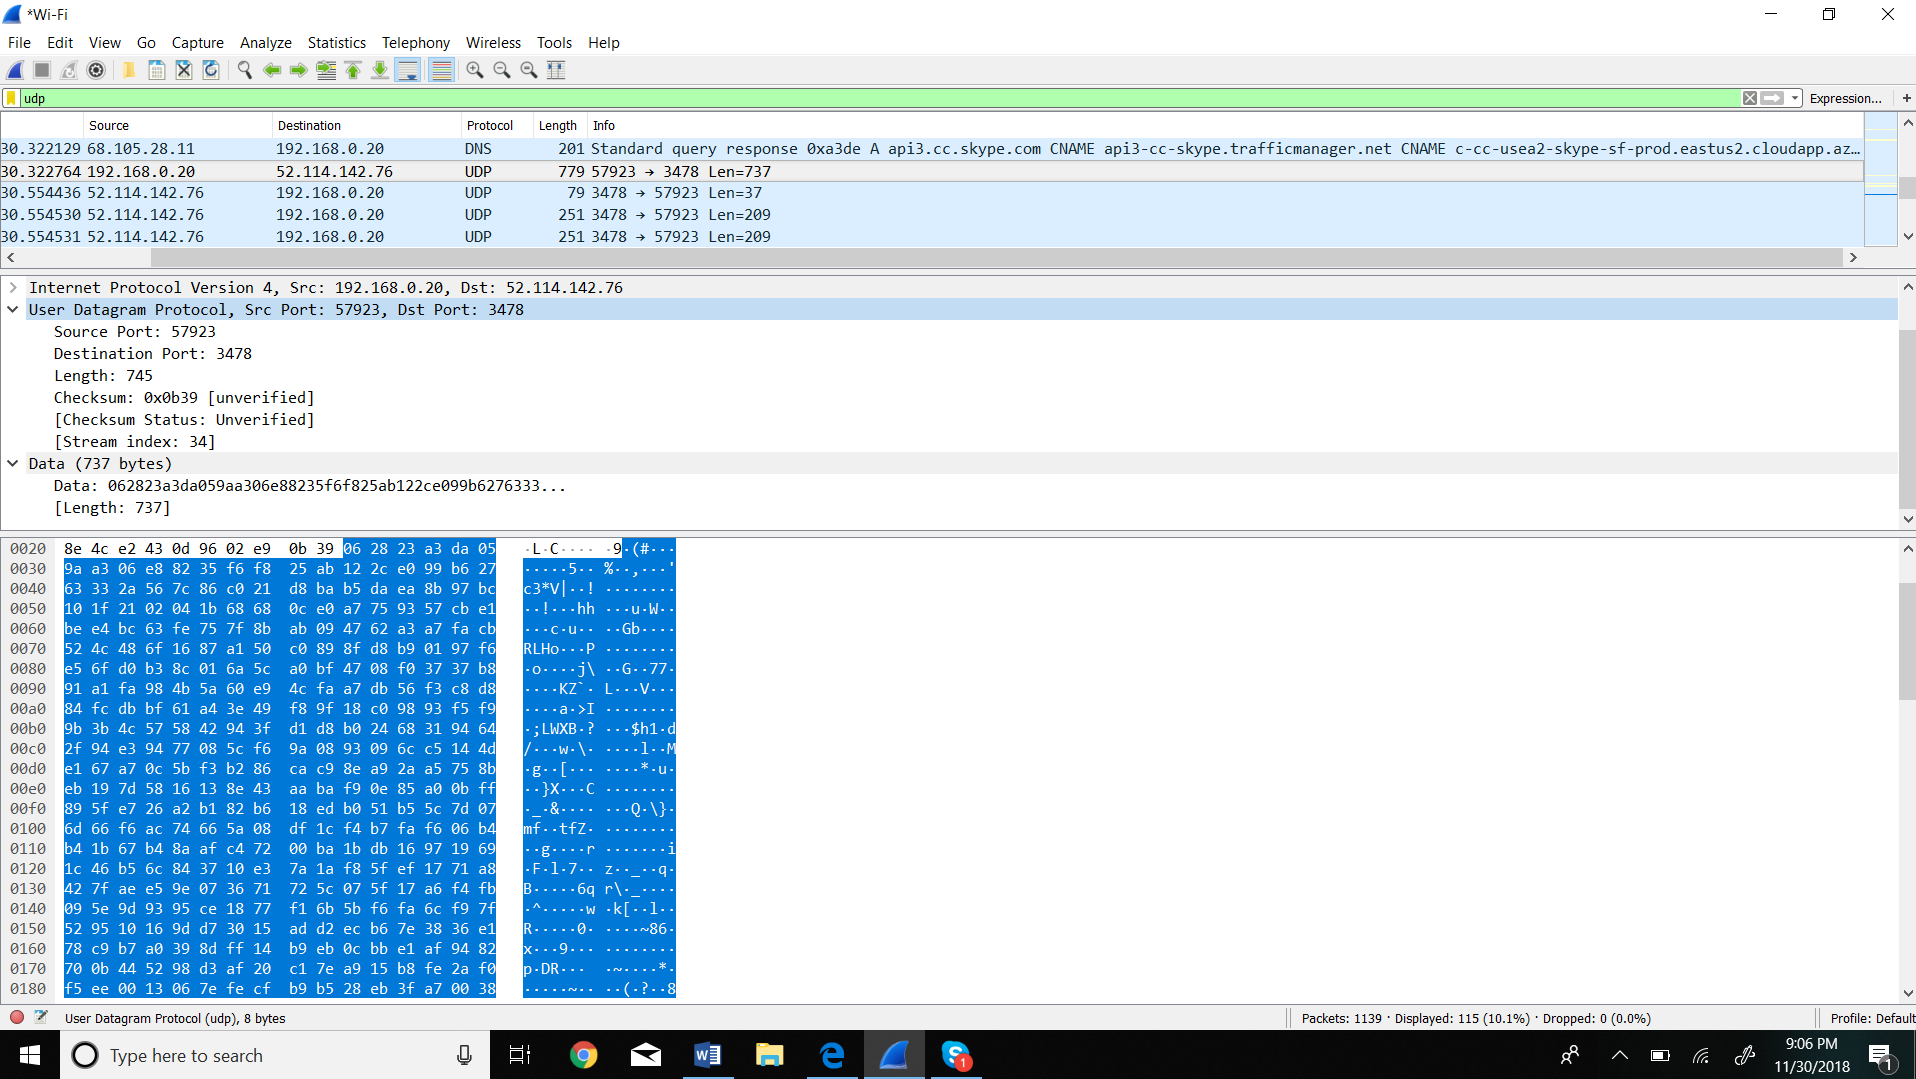 *Wi-Fi
File Edit View Go Capture Analyze Statistics Telephony Wireless Tools Help
udp
Expression... +
Source Destination Protocol Length Info
30.322129 68.105.28.11 192.168.0.20 DNS 201 Standard query response 0xa3de A api3.cc.skype.com CNAME api3-cc-skype.trafficmanager.net CNAME c-cc-usea2-skype-sf-prod.eastus2.cloudapp.az...
30.322764 192.168.0.20 52.114.142.76 UDP 779 57923 → 3478 Len=737
30.554436 52.114.142.76 192.168.0.20 UDP 79 3478 → 57923 Len=37
30.554530 52.114.142.76 192.168.0.20 UDP 251 3478 → 57923 Len=209
30.554531 52.114.142.76 192.168.0.20 UDP 251 3478 → 57923 Len=209
Internet Protocol Version 4, Src: 192.168.0.20, Dst: 52.114.142.76
User Datagram Protocol, Src Port: 57923, Dst Port: 3478
Source Port: 57923
Destination Port: 3478
Length: 745
Checksum: 0x0b39 [unverified]
[Checksum Status: Unverified]
[Stream index: 34]
Data (737 bytes)
Data: 062823a3da059aa306e88235f6f825ab122ce099b6276333...
[Length: 737]
0020 8e 4c e2 43 0d 96 02 e9 0b 39 06 28 23 a3 da 05 ·L·C···· ·9·(#···
0030 9a a3 06 e8 82 35 f6 f8 25 ab 12 2c e0 99 b6 27 ·····5·· %··,···'
0040 63 33 2a 56 7c 86 c0 21 d8 ba b5 da ea 8b 97 bc c3*V|··! ········
0050 10 1f 21 02 04 1b 68 68 0c e0 a7 75 93 57 cb e1 ··!···hh ···u·W··
0060 be e4 bc 63 fe 75 7f 8b ab 09 47 62 a3 a7 fa cb ···c·u·· ··Gb····
0070 52 4c 48 6f 16 87 a1 50 c0 89 8f d8 b9 01 97 f6 RLHo···P ········
0080 e5 6f d0 b3 8c 01 6a 5c a0 bf 47 08 f0 37 37 b8 ·o····j\ ··G··77·
0090 91 a1 fa 98 4b 5a 60 e9 4c fa a7 db 56 f3 c8 d8 ····KZ`· L···V···
00a0 84 fc db bf 61 a4 3e 49 f8 9f 18 c0 98 93 f5 f9 ····a·>I ········
00b0 9b 3b 4c 57 58 42 94 3f d1 d8 b0 24 68 31 94 64 ·;LWXB·? ···$h1·d
00c0 2f 94 e3 94 77 08 5c f6 9a 08 93 09 6c c5 14 4d /···w·\· ····l··M
00d0 e1 67 a7 0c 5b f3 b2 86 ca c9 8e a9 2a a5 75 8b ·g··[··· ····*·u·
00e0 eb 19 7d 58 16 13 8e 43 aa ba f9 0e 85 a0 0b ff ··}X···C ········
00f0 89 5f e7 26 a2 b1 82 b6 18 ed b0 51 b5 5c 7d 07 ·_·&···· ···Q·\}·
0100 6d 66 f6 ac 74 66 5a 08 df 1c f4 b7 fa f6 06 b4 mf··tfZ· ········
0110 b4 1b 67 b4 8a af c4 72 00 ba 1b db 16 97 19 69 ··g····r ·······i
0120 1c 46 b5 6c 84 37 10 e3 7a 1a f8 5f ef 17 71 a8 ·F·l·7·· z··_··q·
0130 42 7f ae e5 9e 07 36 71 72 5c 07 5f 17 a6 f4 fb B·····6q r\·_····
0140 09 5e 9d 93 95 ce 18 77 f1 6b 5b f6 fa 6c f9 7f ·^·····w ·k[··l··
0150 52 95 10 16 9d d7 30 15 ad d2 ec b6 7e 38 36 e1 R·····0· ····~86·
0160 78 c9 b7 a0 39 8d ff 14 b9 eb 0c bb e1 af 94 82 x···9··· ········
0170 70 0b 44 52 98 d3 af 20 c1 7e a9 15 b8 fe 2a f0 p·DR···  ·~····*·
0180 f5 ee 00 13 06 7e fe cf b9 b5 28 eb 3f a7 00 38 ·····~·· ··(·?··8
User Datagram Protocol (udp), 8 bytes
Packets: 1139 · Displayed: 115 (10.1%) · Dropped: 0 (0.0%)
Profile: Default
Type here to search
1
9:06 PM
11/30/2018
1